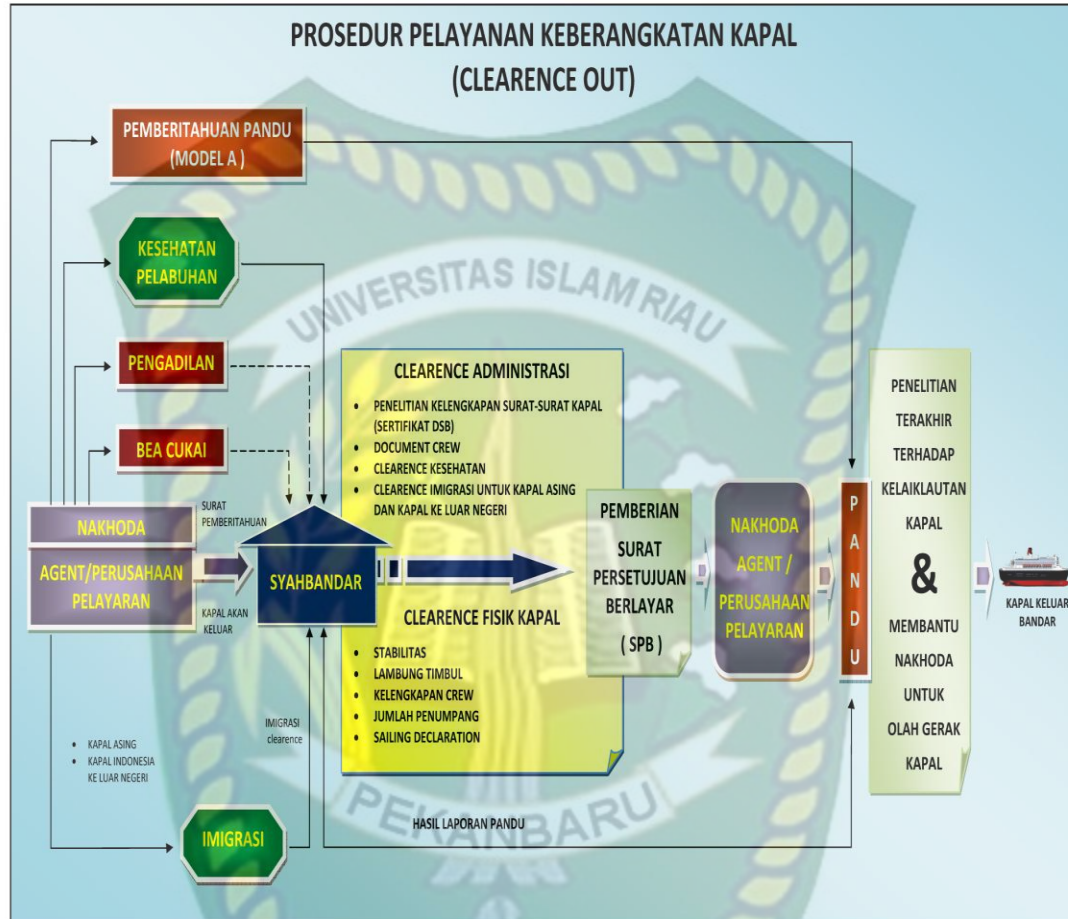 PROSEDUR PELAYANAN KEBERANGKATAN KAPAL
(CLEARENCE OUT)
PEMBERITAHUAN PANDU
(MODEL A )
KESEHATAN
PELABUHAN
PENGADILAN
BEA CUKAI
NAKHODA
AGENT/PERUSAHAAN
PELAYARAN
SURAT
PEMBERITAHUAN
KAPAL AKAN
KELUAR
SYAHBANDAR
CLEARENCE ADMINISTRASI
• PENELITIAN KELENGKAPAN SURAT-SURAT KAPAL
(SERTIFIKAT DSB)
• DOCUMENT CREW
• CLEARENCE KESEHATAN
• CLEARENCE IMIGRASI UNTUK KAPAL ASING
DAN KAPAL KE LUAR NEGERI
CLEARENCE FISIK KAPAL
• STABILITAS
• LAMBUNG TIMBUL
• KELENGKAPAN CREW
• JUMLAH PENUMPANG
• SAILING DECLARATION
PEMBERIAN
SURAT
PERSETUJUAN
BERLAYAR
( SPB )
NAKHODA
AGENT /
PERUSAHAAN
PELAYARAN
P
A
N
D
U
PENELITIAN
TERAKHIR
TERHADAP
KELAIKLAUTAN
KAPAL
&
MEMBANTU
NAKHODA
UNTUK
OLAH GERAK
KAPAL
KAPAL KELUAR
BANDAR
• KAPAL ASING
• KAPAL INDONESIA
KE LUAR NEGERI
IMIGRASI
clearence
IMIGRASI
HASIL LAPORAN PANDU
UNIVERSITAS ISLAM RIAU
PEKANBARU